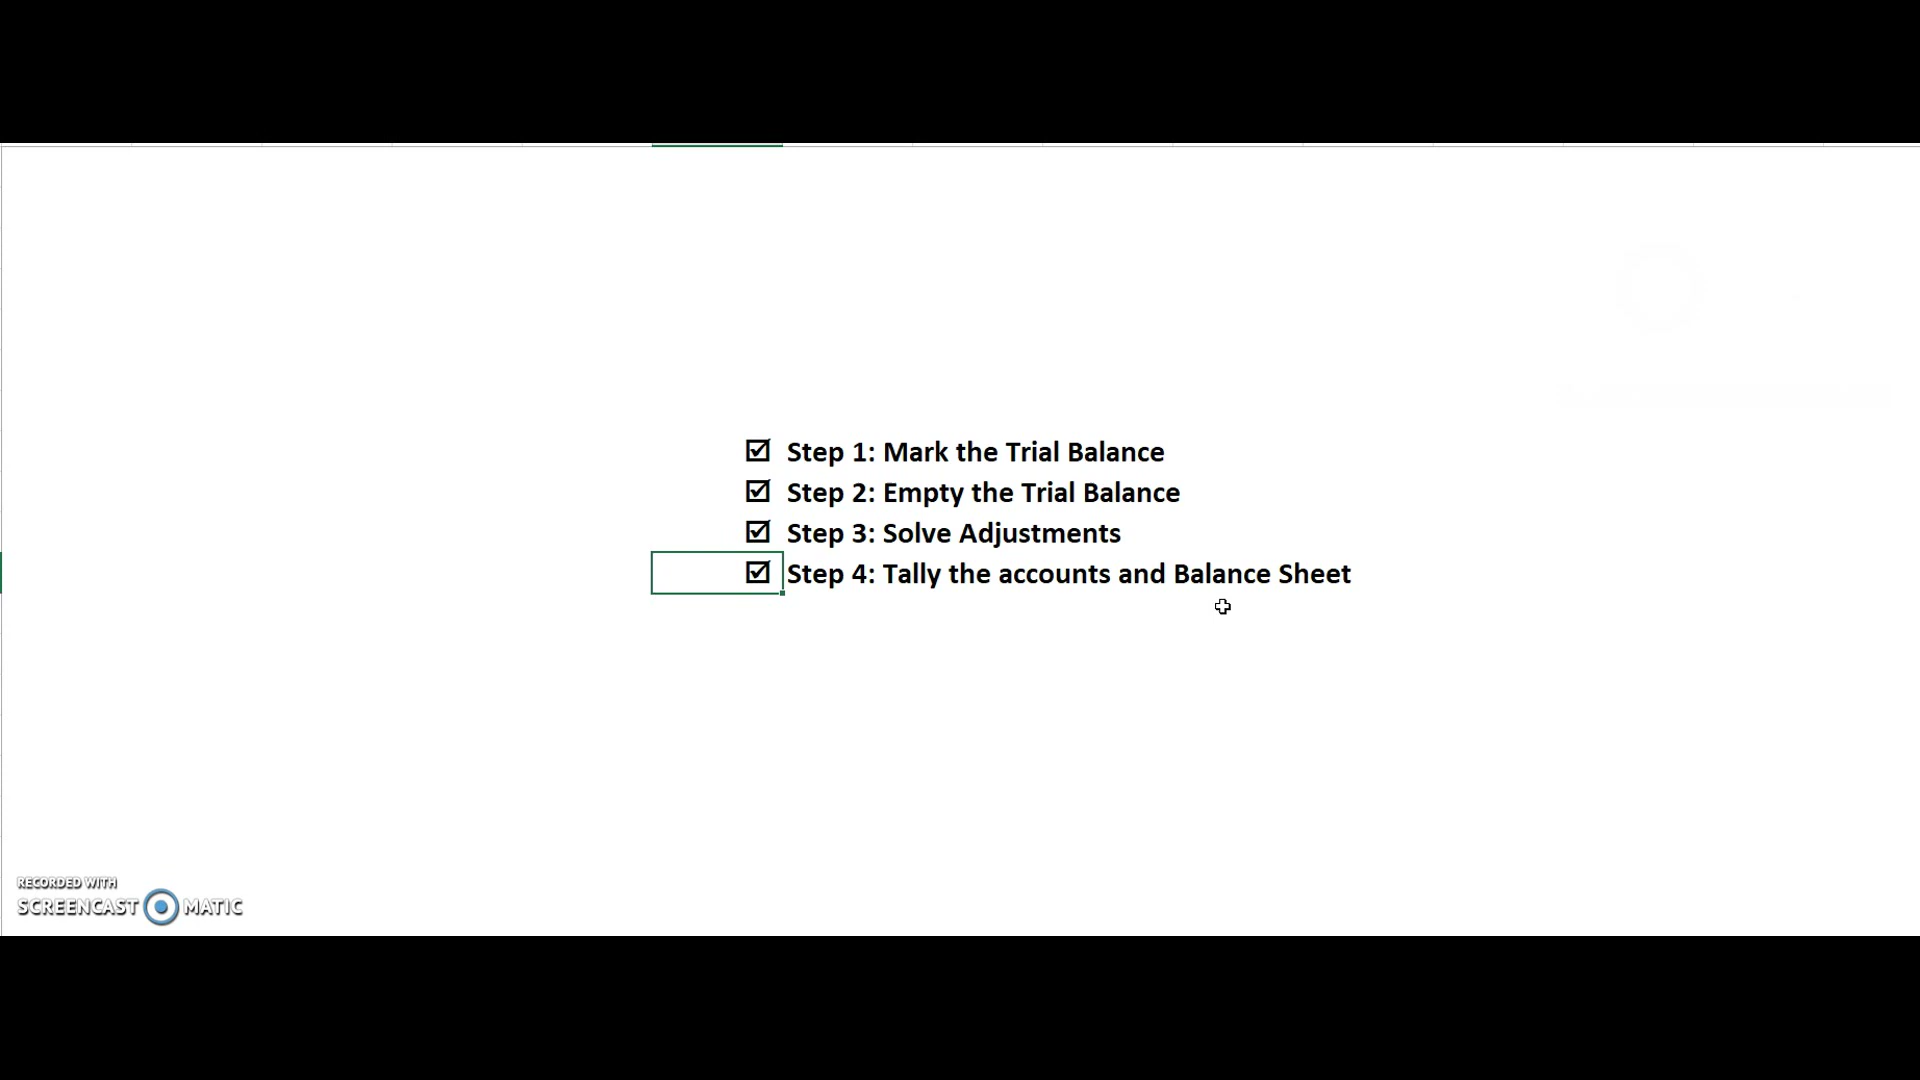 ☑ Step 1: Mark the Trial Balance
☑ Step 2: Empty the Trial Balance
☑ Step 3: Solve Adjustments
☑ Step 4: Tally the accounts and Balance Sheet
RECORDED WITH
SCREENCAST MATIC